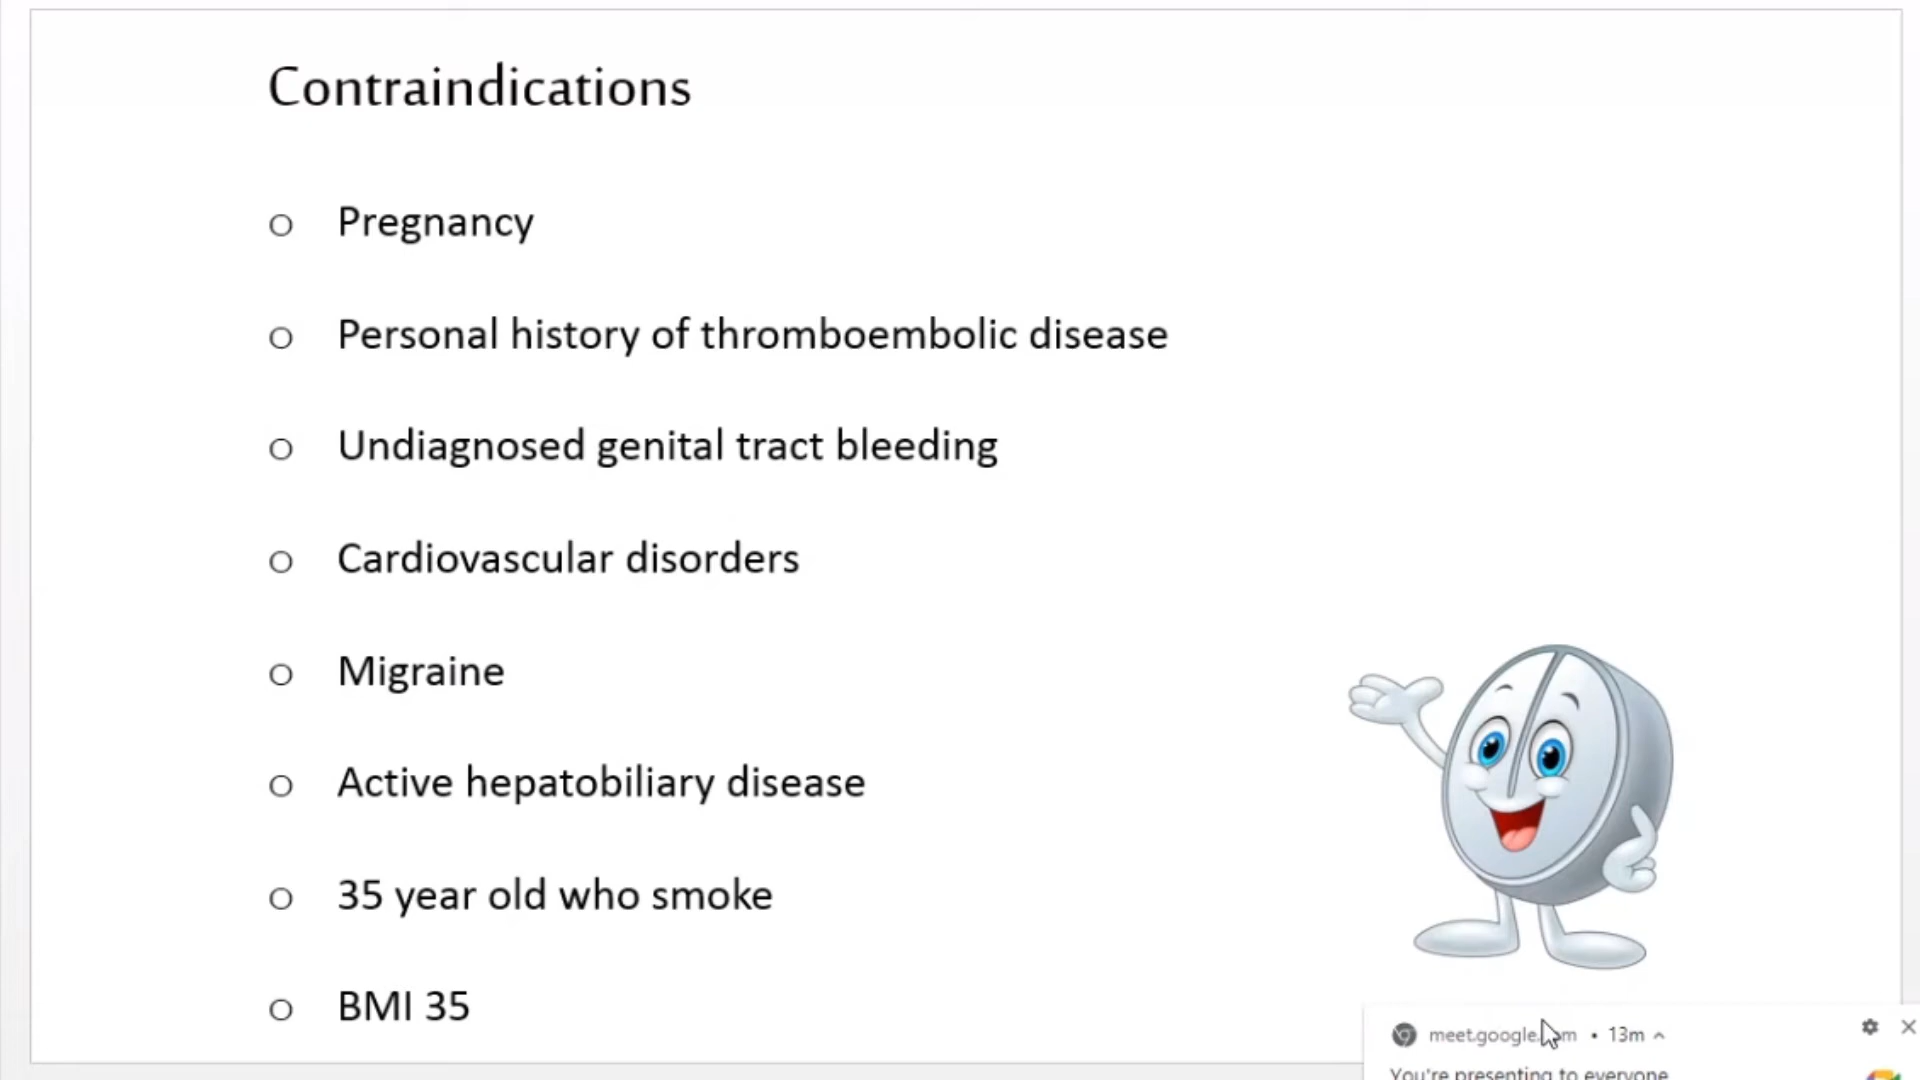 Contraindications
o Pregnancy
o Personal history of thromboembolic disease
o Undiagnosed genital tract bleeding
o Cardiovascular disorders
o Migraine
o Active hepatobiliary disease
o 35 year old who smoke
o BMI 35
• 13m
You're presenting to everyone